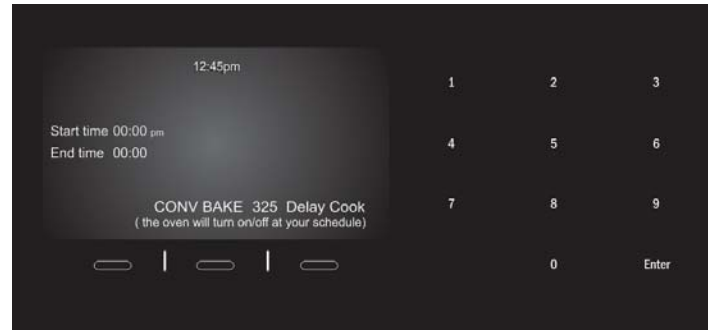 12:45pm
Start time 00:00 pm
End time 00:00
CONV BAKE 325 Delay Cook
( the oven will turn on/off at your schedule)
1 2 3
4 5 6
7 8 9
0 Enter